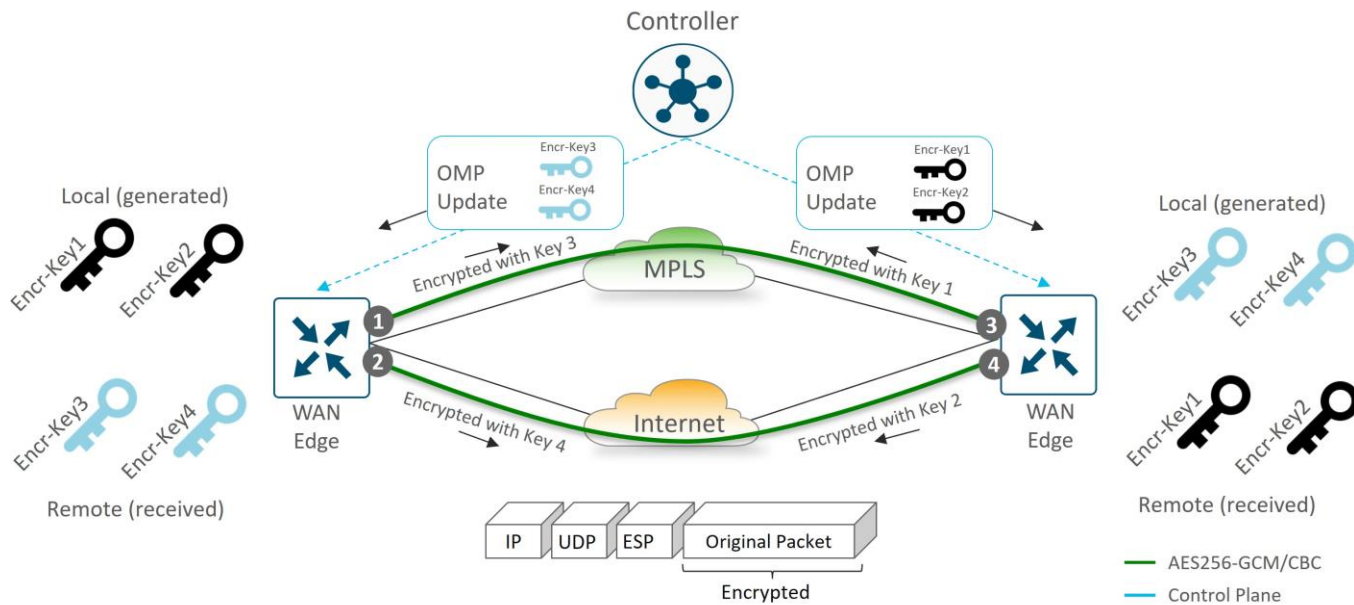 Controller
Encr-Key3
OMP
Update
Encr-Key4
Encr-Key1
OMP
Update
Encr-Key2
Local (generated)
Encr-Key1
Encr-Key2
Local (generated)
Encr-Key3
Encr-Key4
Encrypted with Key 3
MPLS
Encrypted with Key 1
1
2
3
4
WAN
Edge
WAN
Edge
Encrypted with Key 4
Internet
Encrypted with Key 2
Encr-Key3
Encr-Key4
Remote (received)
Encr-Key1
Encr-Key2
Remote (received)
IP
UDP
ESP
Original Packet
Encrypted
AES256-GCM/CBC
Control Plane